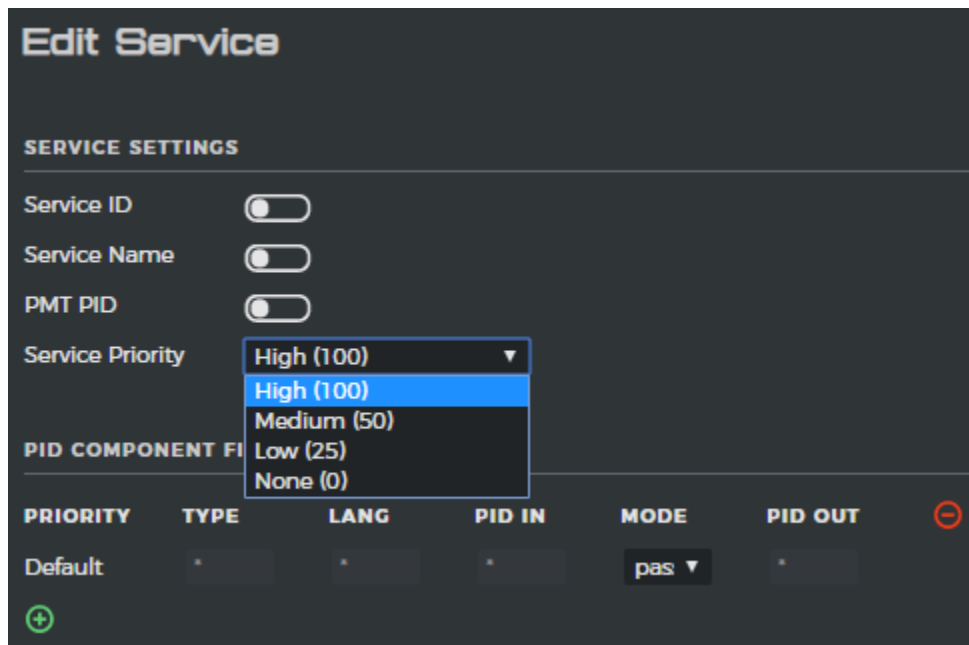 Edit Service
SERVICE SETTINGS
Service ID
Service Name
PMT PID
Service Priority High (100) ▼
High (100)
Medium (50)
Low (25)
None (0)
PID COMPONENT FI
PRIORITY TYPE LANG PID IN MODE PID OUT
Default * * * pas ▼ *